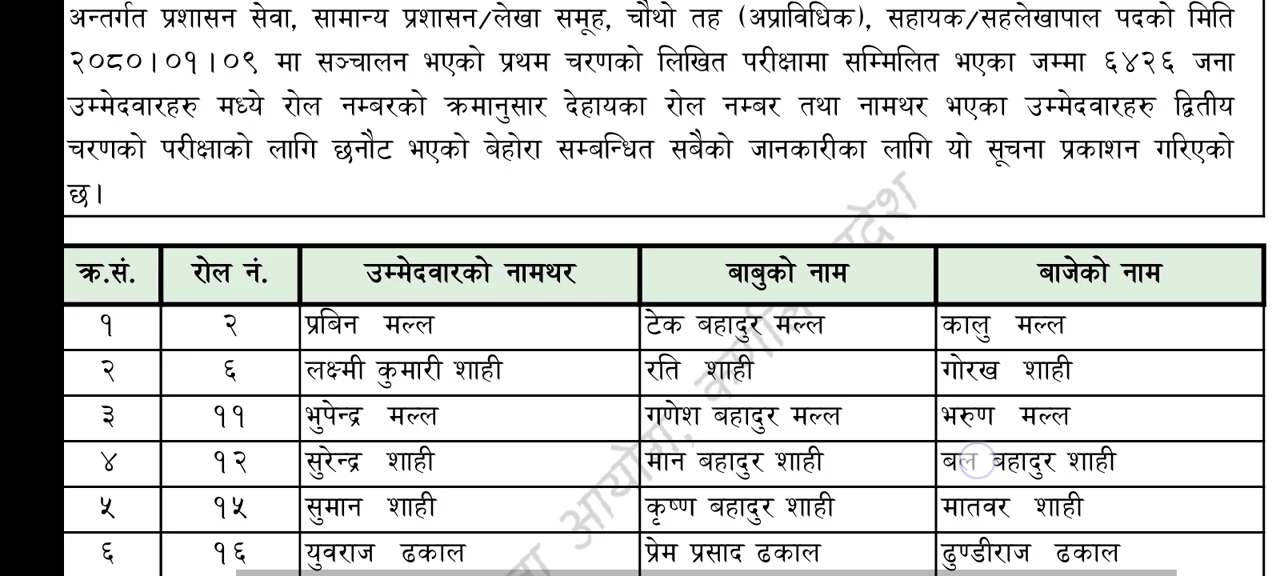 अन्तर्गत प्रशासन सेवा, सामान्य प्रशासन/लेखा समूह, चौथो तह (अप्राविधिक), सहायक/सहलेखापाल पदको मिति
२०८०।०१।०९ मा सञ्चालन भएको प्रथम चरणको लिखित परीक्षामा सम्मिलित भएका जम्मा ६४२६ जना
उम्मेदवारहरु मध्ये रोल नम्बरको क्रमानुसार देहायका रोल नम्बर तथा नामथर भएका उम्मेदवारहरु द्वितीय
चरणको परीक्षाको लागि छनौट भएको बेहोरा सम्बन्धित सबैको जानकारीका लागि यो सूचना प्रकाशन गरिएको
छ।
क्र.सं. रोल नं. उम्मेदवारको नामथर बाबुको नाम बाजेको नाम
१ २ प्रबिन मल्ल टेक बहादुर मल्ल कालु मल्ल
२ ६ लक्ष्मी कुमारी शाही रति शाही गोरख शाही
३ ११ भुपेन्द्र मल्ल गणेश बहादुर मल्ल भरुण मल्ल
४ १२ सुरेन्द्र शाही मान बहादुर शाही बल बहादुर शाही
५ १५ सुमान शाही कृष्ण बहादुर शाही मातवर शाही
६ १६ युवराज ढकाल प्रेम प्रसाद ढकाल ढुण्डीराज ढकाल
आयोग,